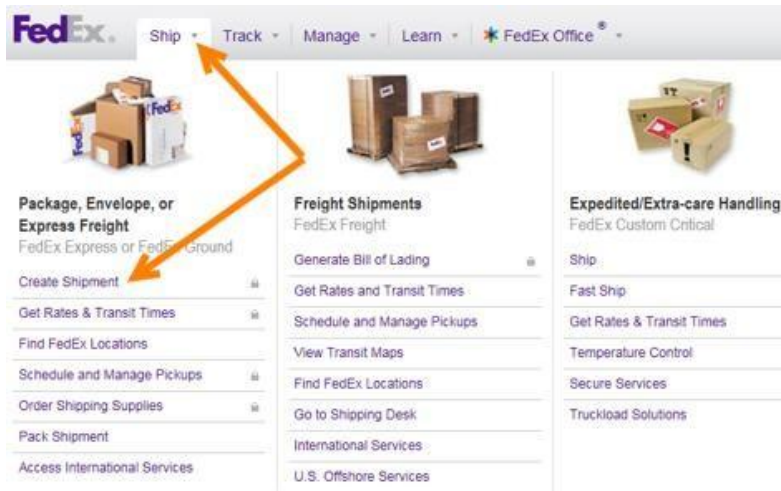 FedEx.
Ship
Track
Manage
Learn
FedEx Office®
Package, Envelope, or
Express Freight
FedEx Express or FedEx Ground
Create Shipment
Get Rates & Transit Times
Find FedEx Locations
Schedule and Manage Pickups
Order Shipping Supplies
Pack Shipment
Access International Services
Freight Shipments
FedEx Freight
Generate Bill of Lading
Get Rates and Transit Times
Schedule and Manage Pickups
View Transit Maps
Find FedEx Locations
Go to Shipping Desk
International Services
U.S. Offshore Services
Expedited/Extra-care Handling
FedEx Custom Critical
Ship
Fast Ship
Get Rates & Transit Times
Temperature Control
Secure Services
Truckload Solutions